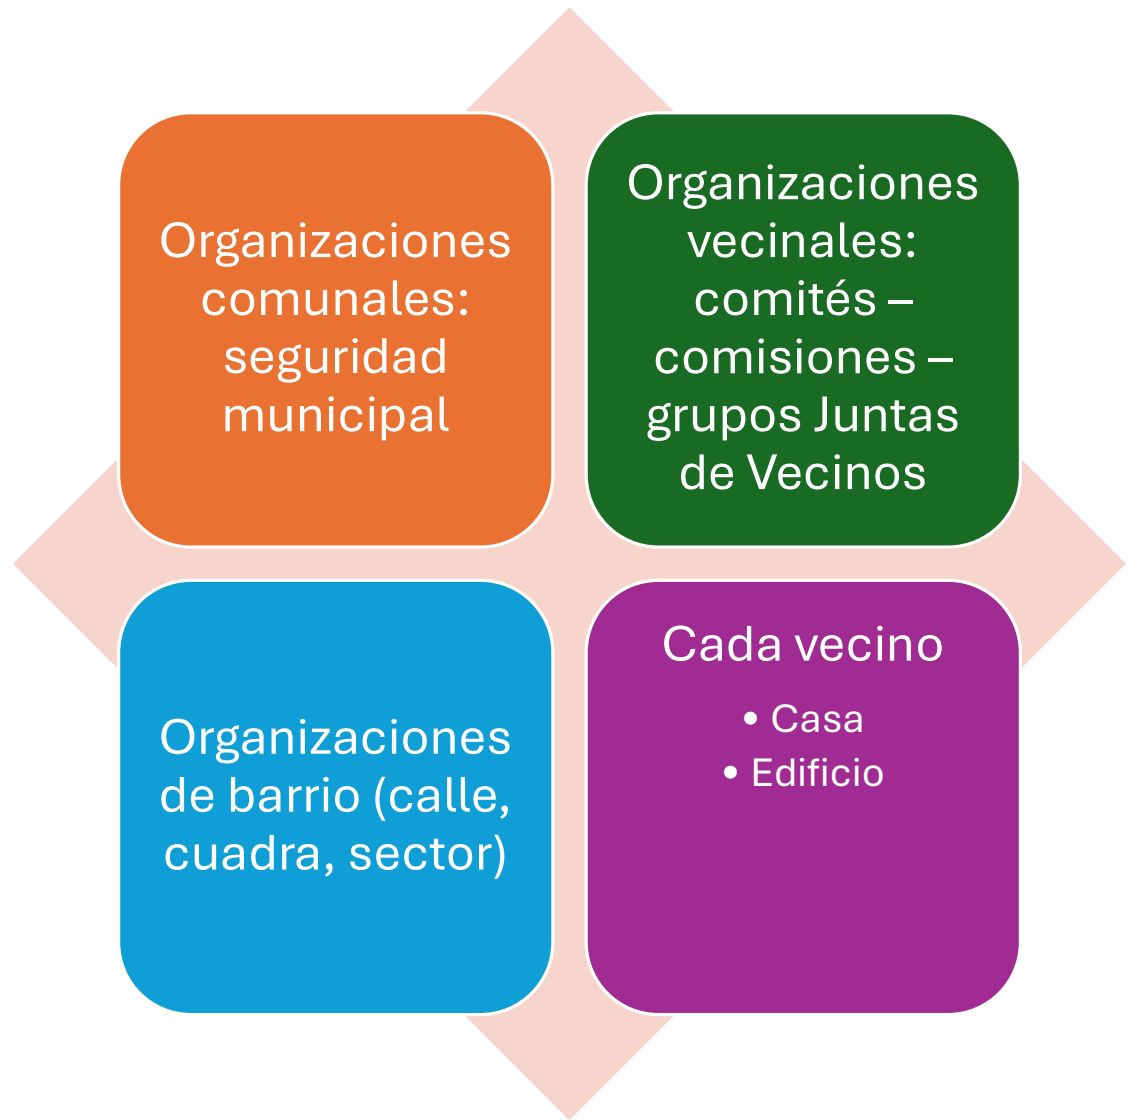 Organizaciones
comunales:
seguridad
municipal
Organizaciones
vecinales:
comités –
comisiones –
grupos Juntas
de Vecinos
Organizaciones
de barrio (calle,
cuadra, sector)
Cada vecino
• Casa
• Edificio